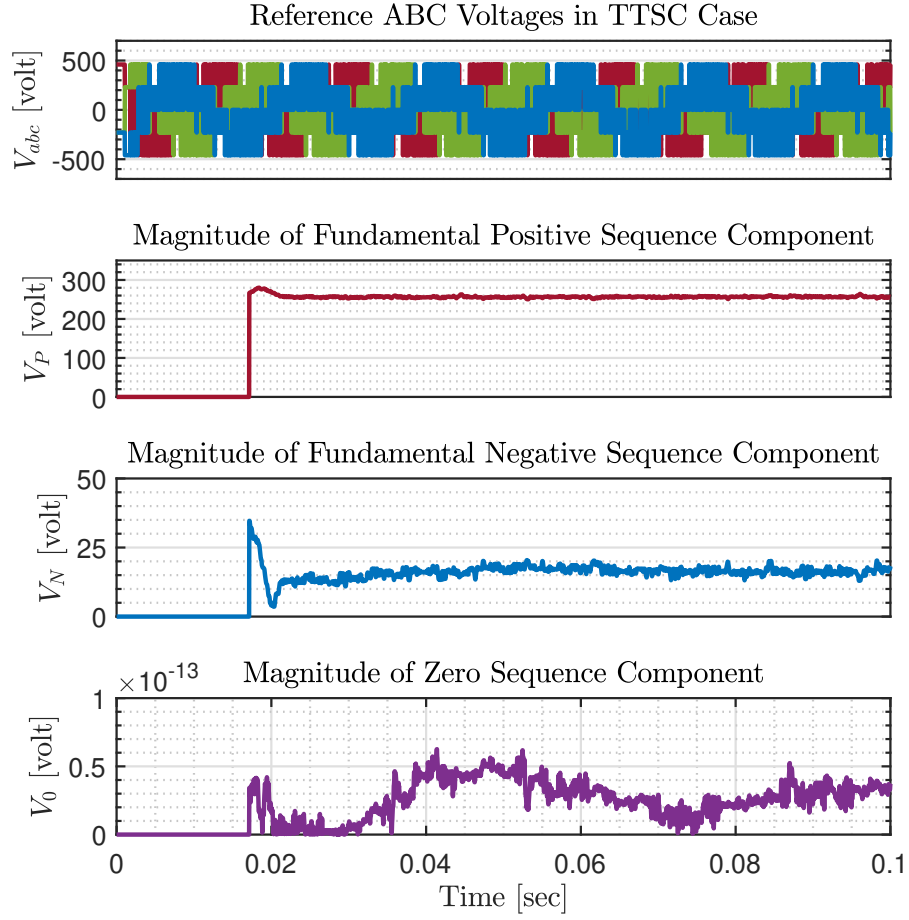 Reference ABC Voltages in TTSC Case
V_abc [volt]
500
0
-500
Magnitude of Fundamental Positive Sequence Component
V_P [volt]
300
200
100
0
Magnitude of Fundamental Negative Sequence Component
V_N [volt]
50
25
0
×10^-13
Magnitude of Zero Sequence Component
V_0 [volt]
1
0.5
0
0 0.02 0.04 0.06 0.08 0.1
Time [sec]